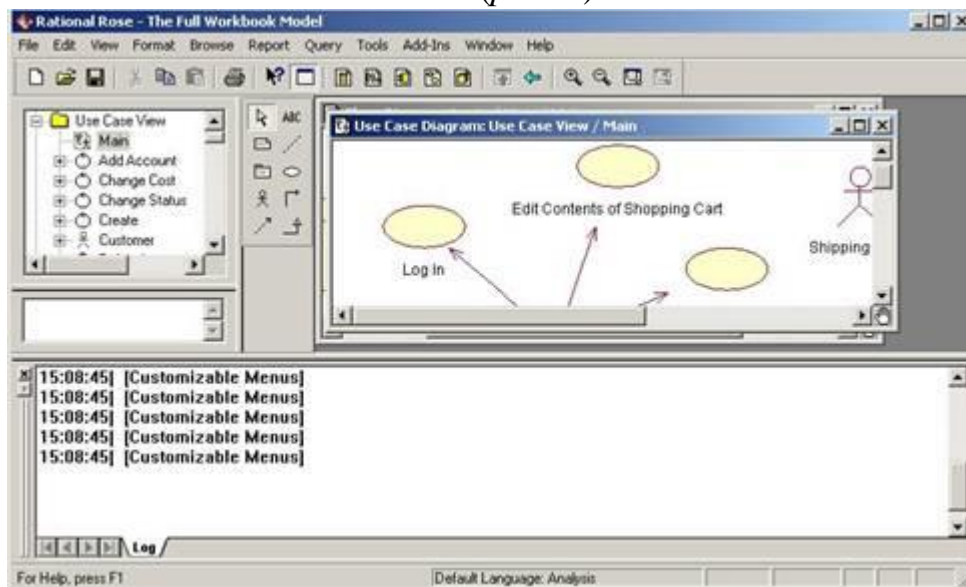 Rational Rose - The Full Workbook Model
File Edit View Format Browse Report Query Tools Add-Ins Window Help
ABC
Use Case View
Main
Add Account
Change Cost
Change Status
Create
Customer
Use Case Diagram: Use Case View / Main
Edit Contents of Shopping Cart
Log In
Shipping
15:08:45| [Customizable Menus]
15:08:45| [Customizable Menus]
15:08:45| [Customizable Menus]
15:08:45| [Customizable Menus]
15:08:45| [Customizable Menus]
Log
For Help, press F1
Default Language: Analysis